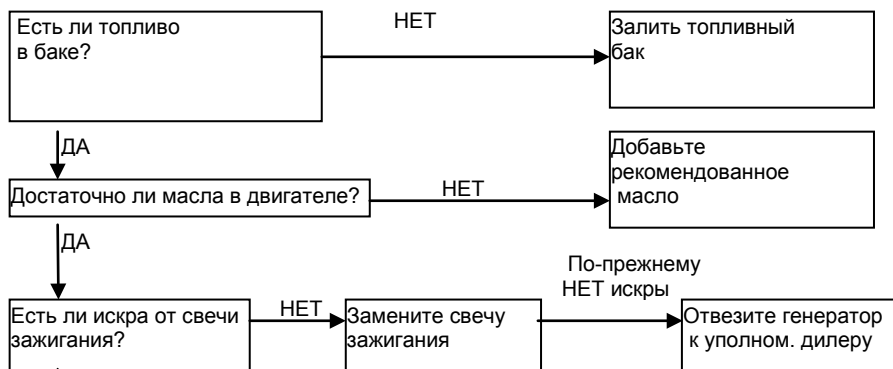 Есть ли топливо
в баке?
НЕТ
Залить топливный
бак
ДА
Достаточно ли масла в двигателе?
НЕТ
Добавьте
рекомендованное
масло
ДА
Есть ли искра от свечи
зажигания?
НЕТ
Замените свечу
зажигания
По-прежнему
НЕТ искры
Отвезите генератор
к уполном. дилеру